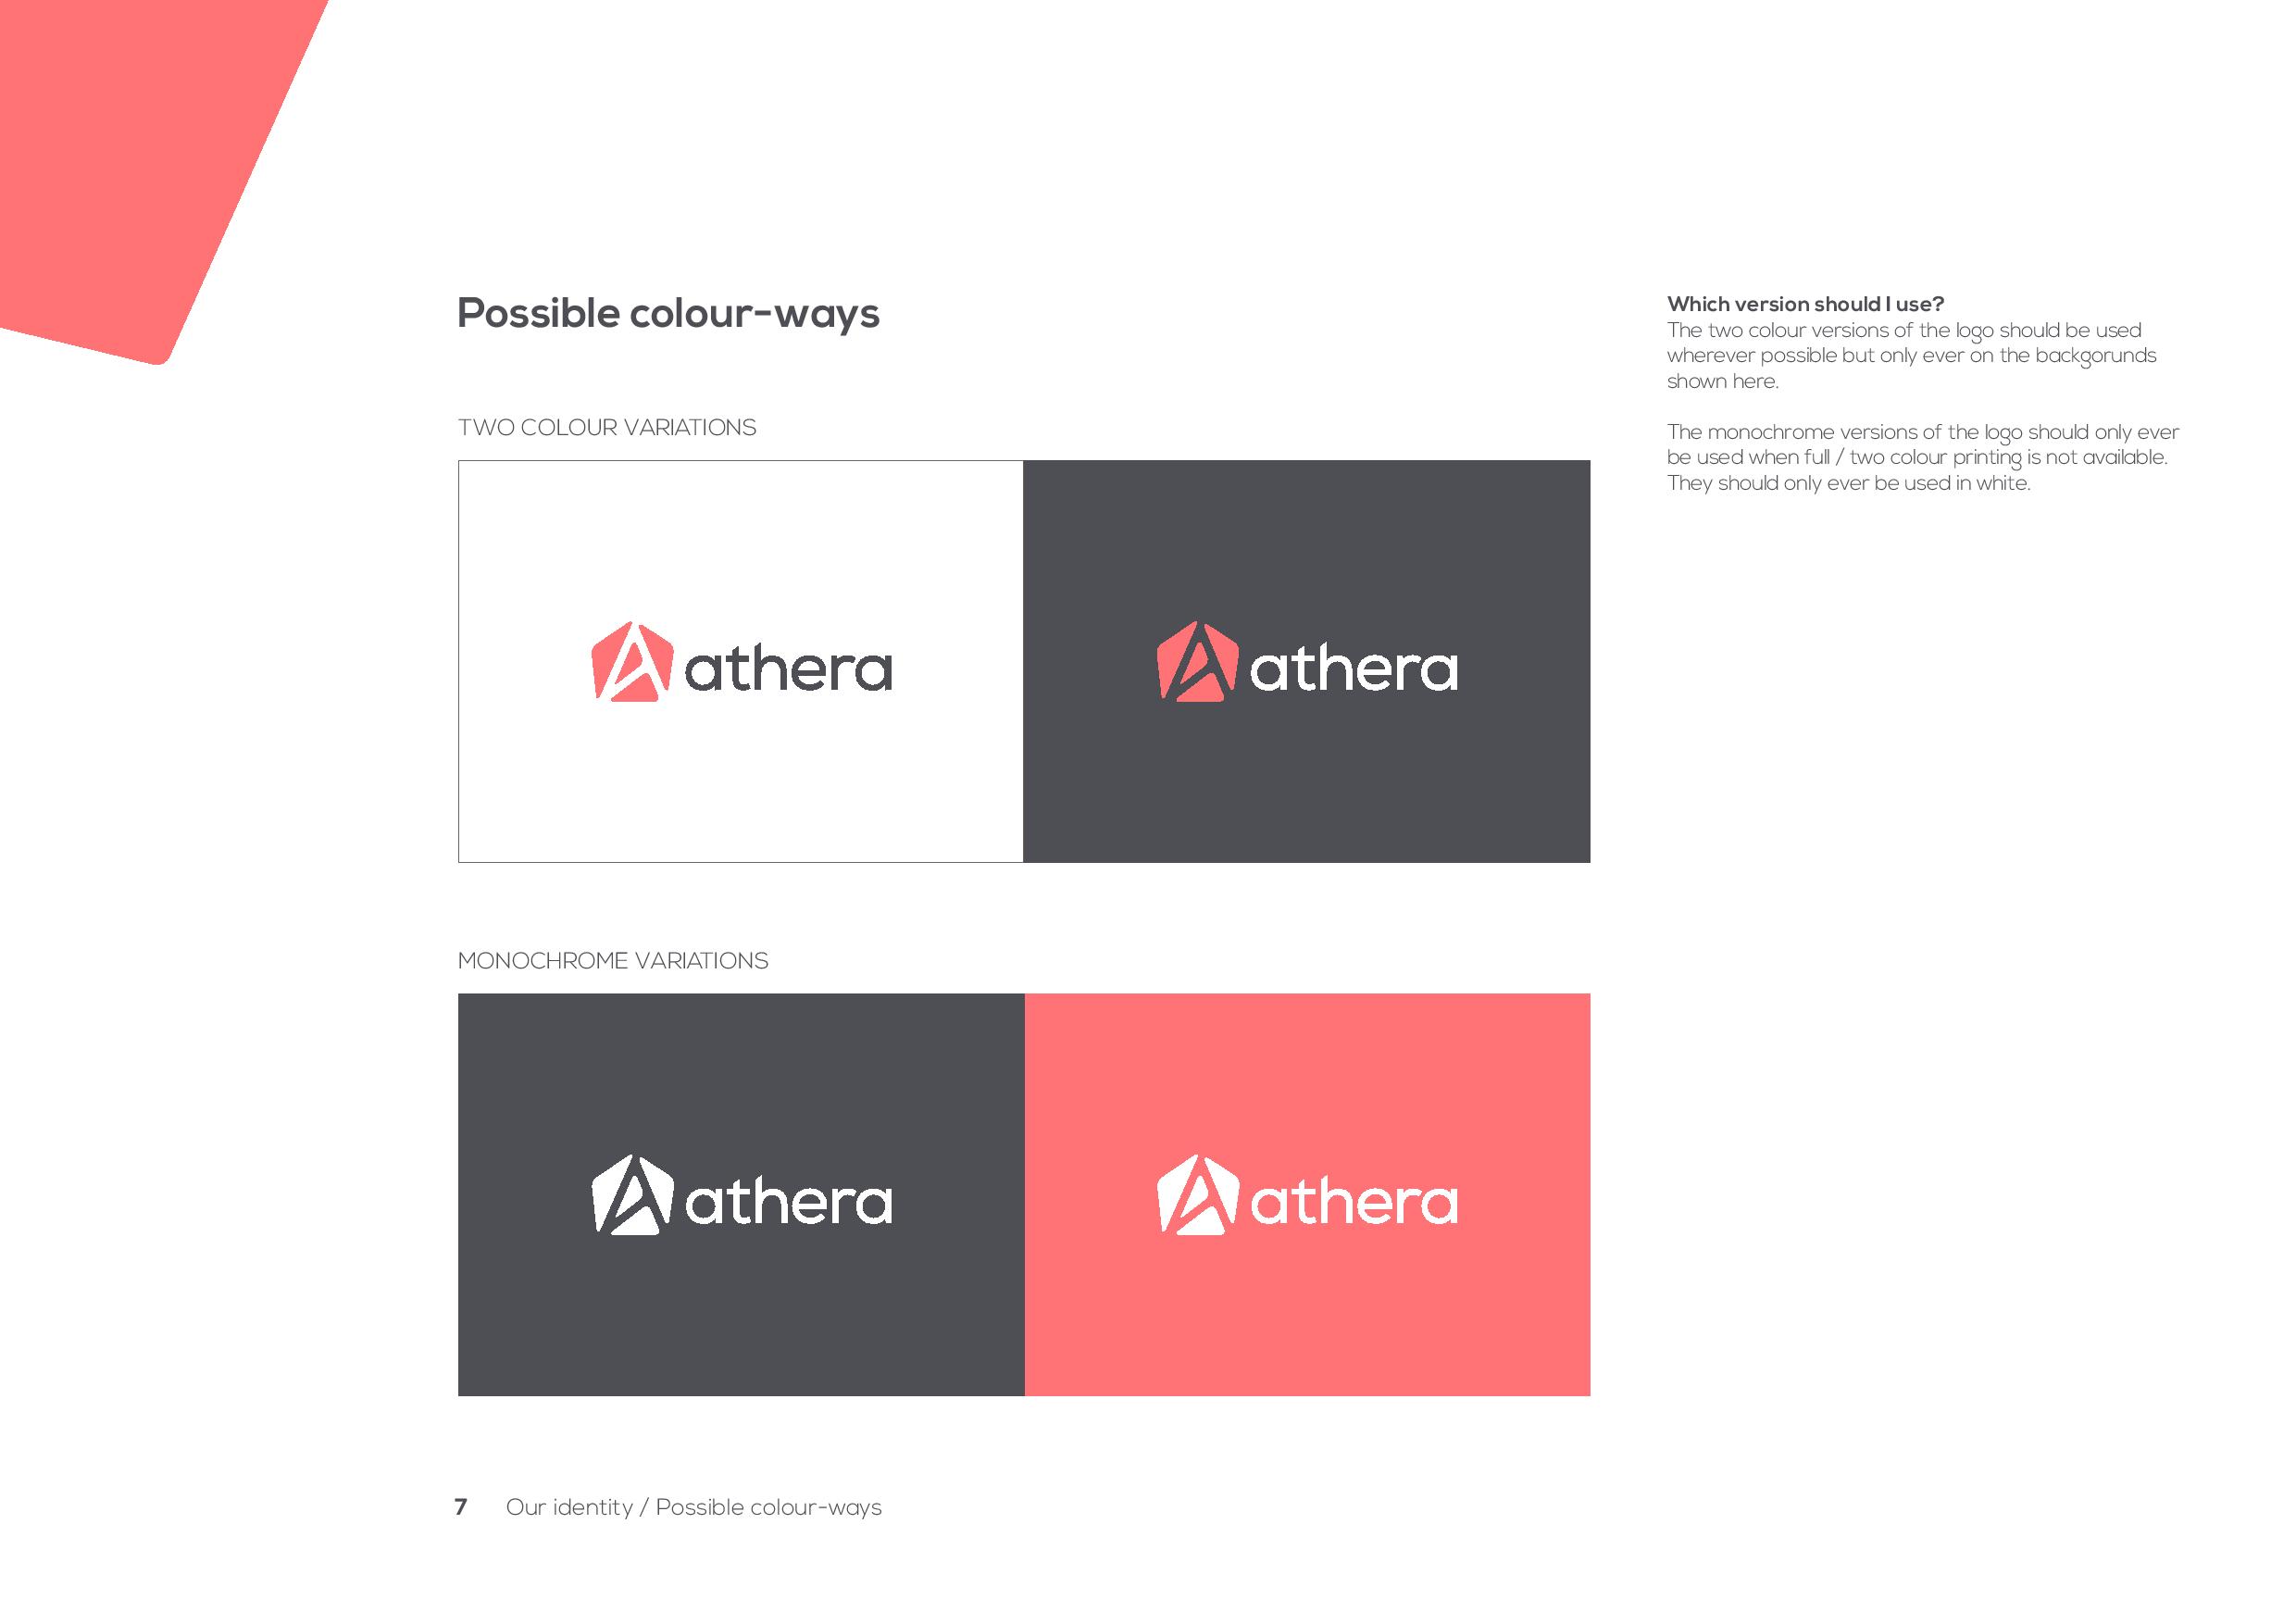 Possible colour-ways
Which version should I use?
The two colour versions of the logo should be used
wherever possible but only ever on the backgorunds
shown here.
The monochrome versions of the logo should only ever
be used when full / two colour printing is not available.
They should only ever be used in white.
TWO COLOUR VARIATIONS
athera
athera
MONOCHROME VARIATIONS
athera
athera
7 Our identity / Possible colour-ways